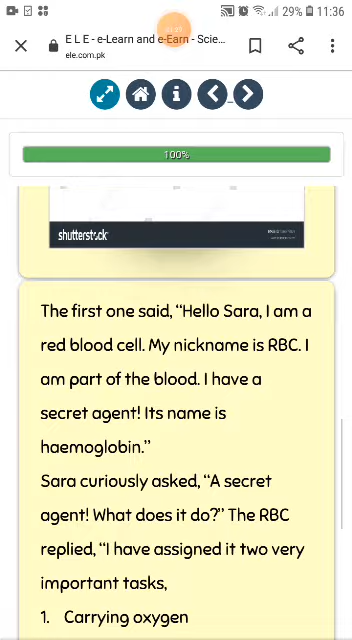 29% 11:36
E L E - e-Learn and e-Earn - Scie...
ele.com.pk
100%
shutterstock
The first one said, “Hello Sara, I am a
red blood cell. My nickname is RBC. I
am part of the blood. I have a
secret agent! Its name is
haemoglobin.”
Sara curiously asked, “A secret
agent! What does it do?” The RBC
replied, “I have assigned it two very
important tasks,
1. Carrying oxygen